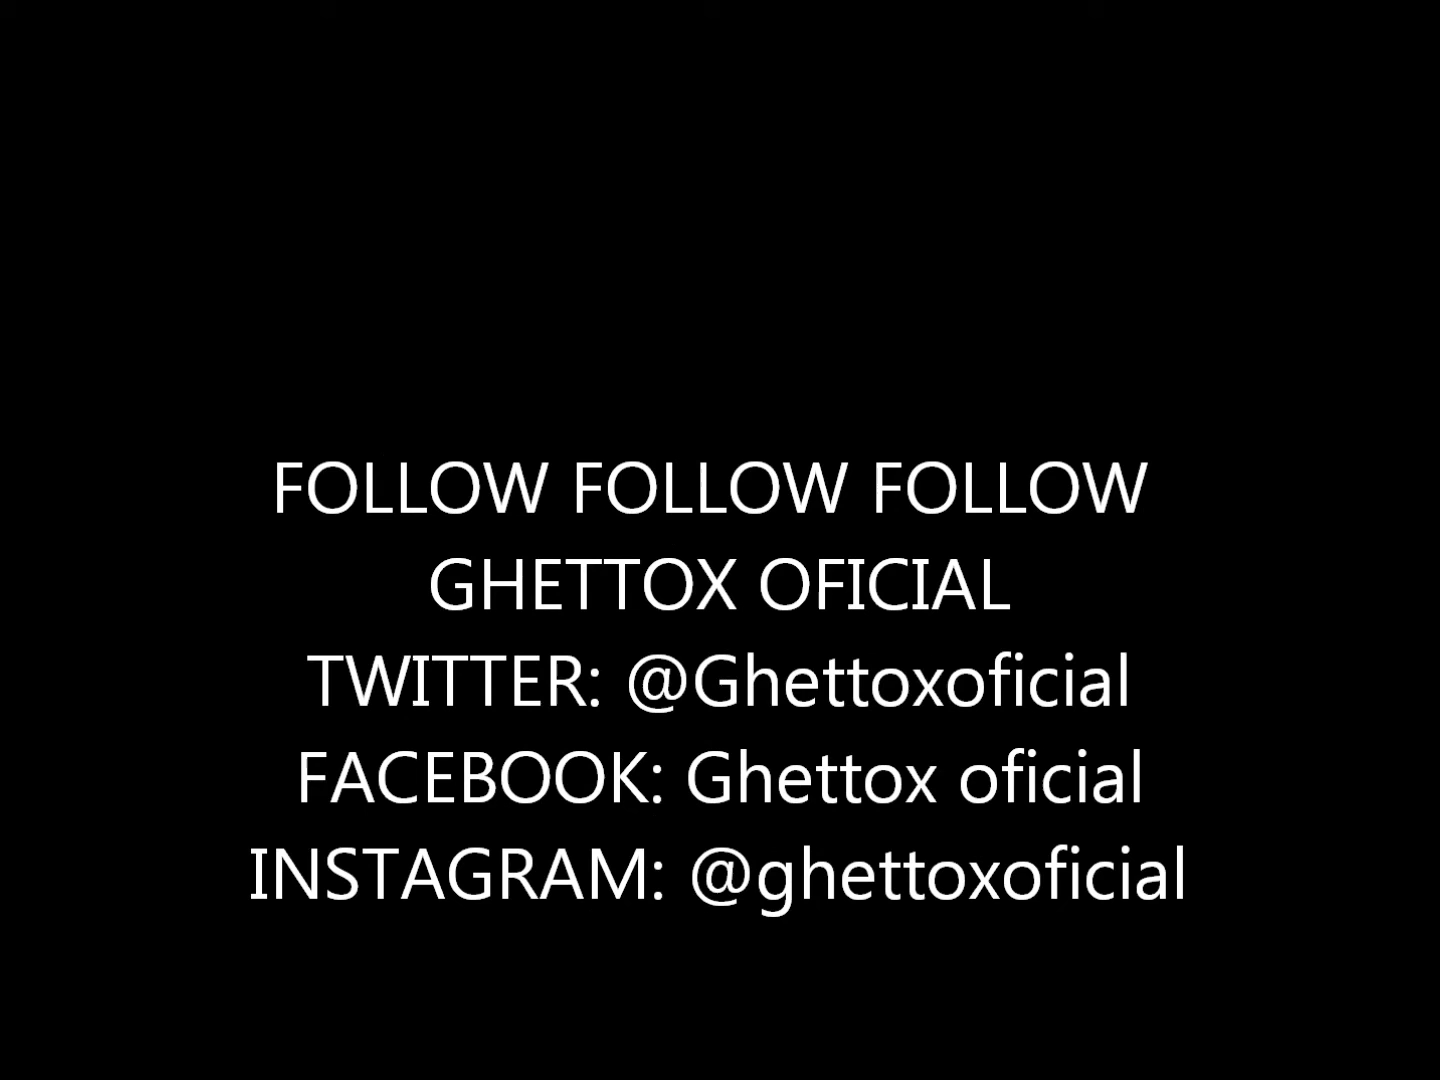 FOLLOW FOLLOW FOLLOW
GHETTOX OFICIAL
TWITTER: @Ghettoxoficial
FACEBOOK: Ghettox oficial
INSTAGRAM: @ghettoxoficial